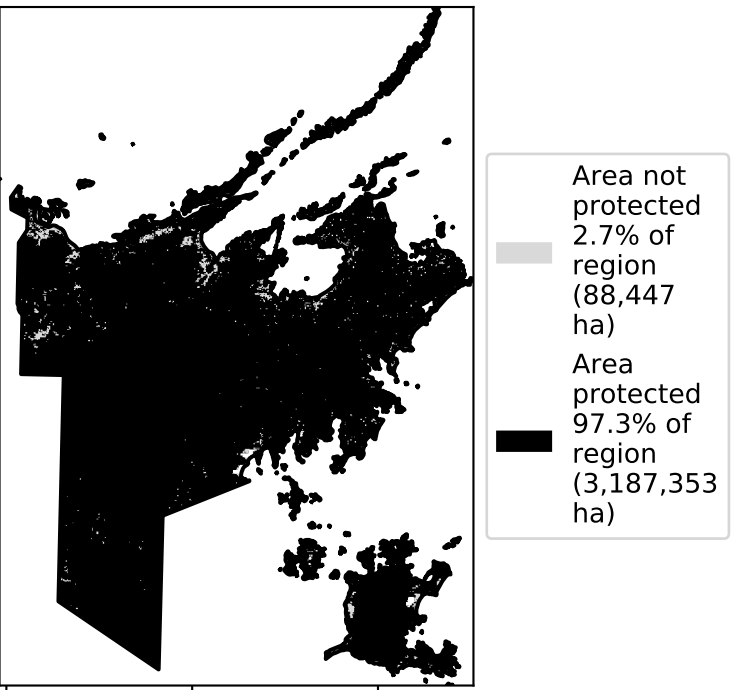 Area not
protected
2.7% of
region
(88,447
ha)
Area
protected
97.3% of
region
(3,187,353
ha)